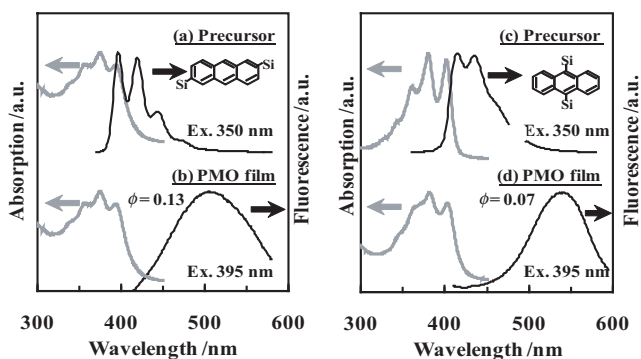 (a) Precursor
Si
Si
Ex. 350 nm
(b) PMO film
ϕ= 0.13
Ex. 395 nm
Absorption /a.u.
Fluorescence /a.u.
300 400 500 600
Wavelength /nm
(c) Precursor
Si
Si
Ex. 350 nm
(d) PMO film
ϕ= 0.07
Ex. 395 nm
Absorption /a.u.
Fluorescence /a.u.
300 400 500 600
Wavelength /nm